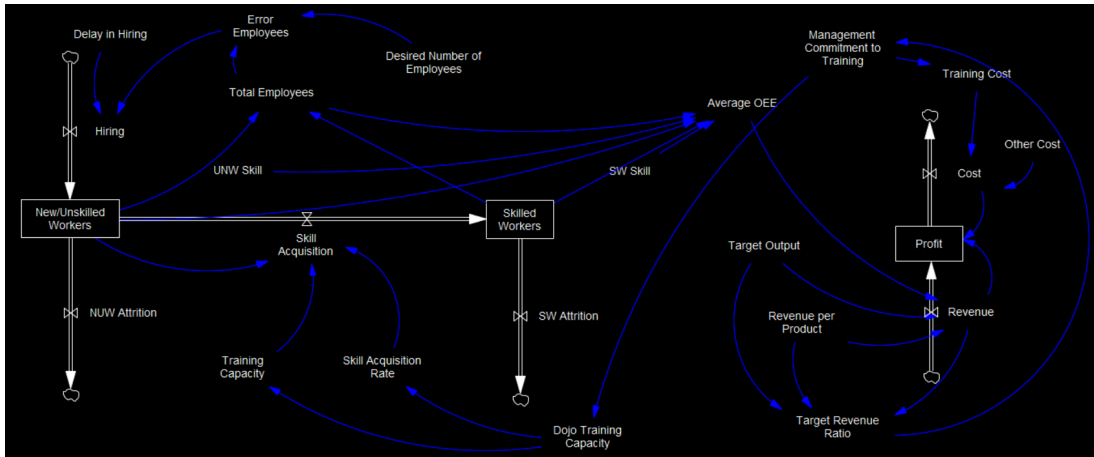 Error
Employees
Delay in Hiring
Desired Number of
Employees
Total Employees
Hiring
Management
Commitment to
Training
Training Cost
Average OEE
Other Cost
UNW Skill
SW Skill
Cost
New/Unskilled
Workers
Skilled
Workers
Skill
Acquisition
Target Output
Profit
NUW Attrition
SW Attrition
Revenue per
Product
Revenue
Training
Capacity
Skill Acquisition
Rate
Dojo Training
Capacity
Target Revenue
Ratio